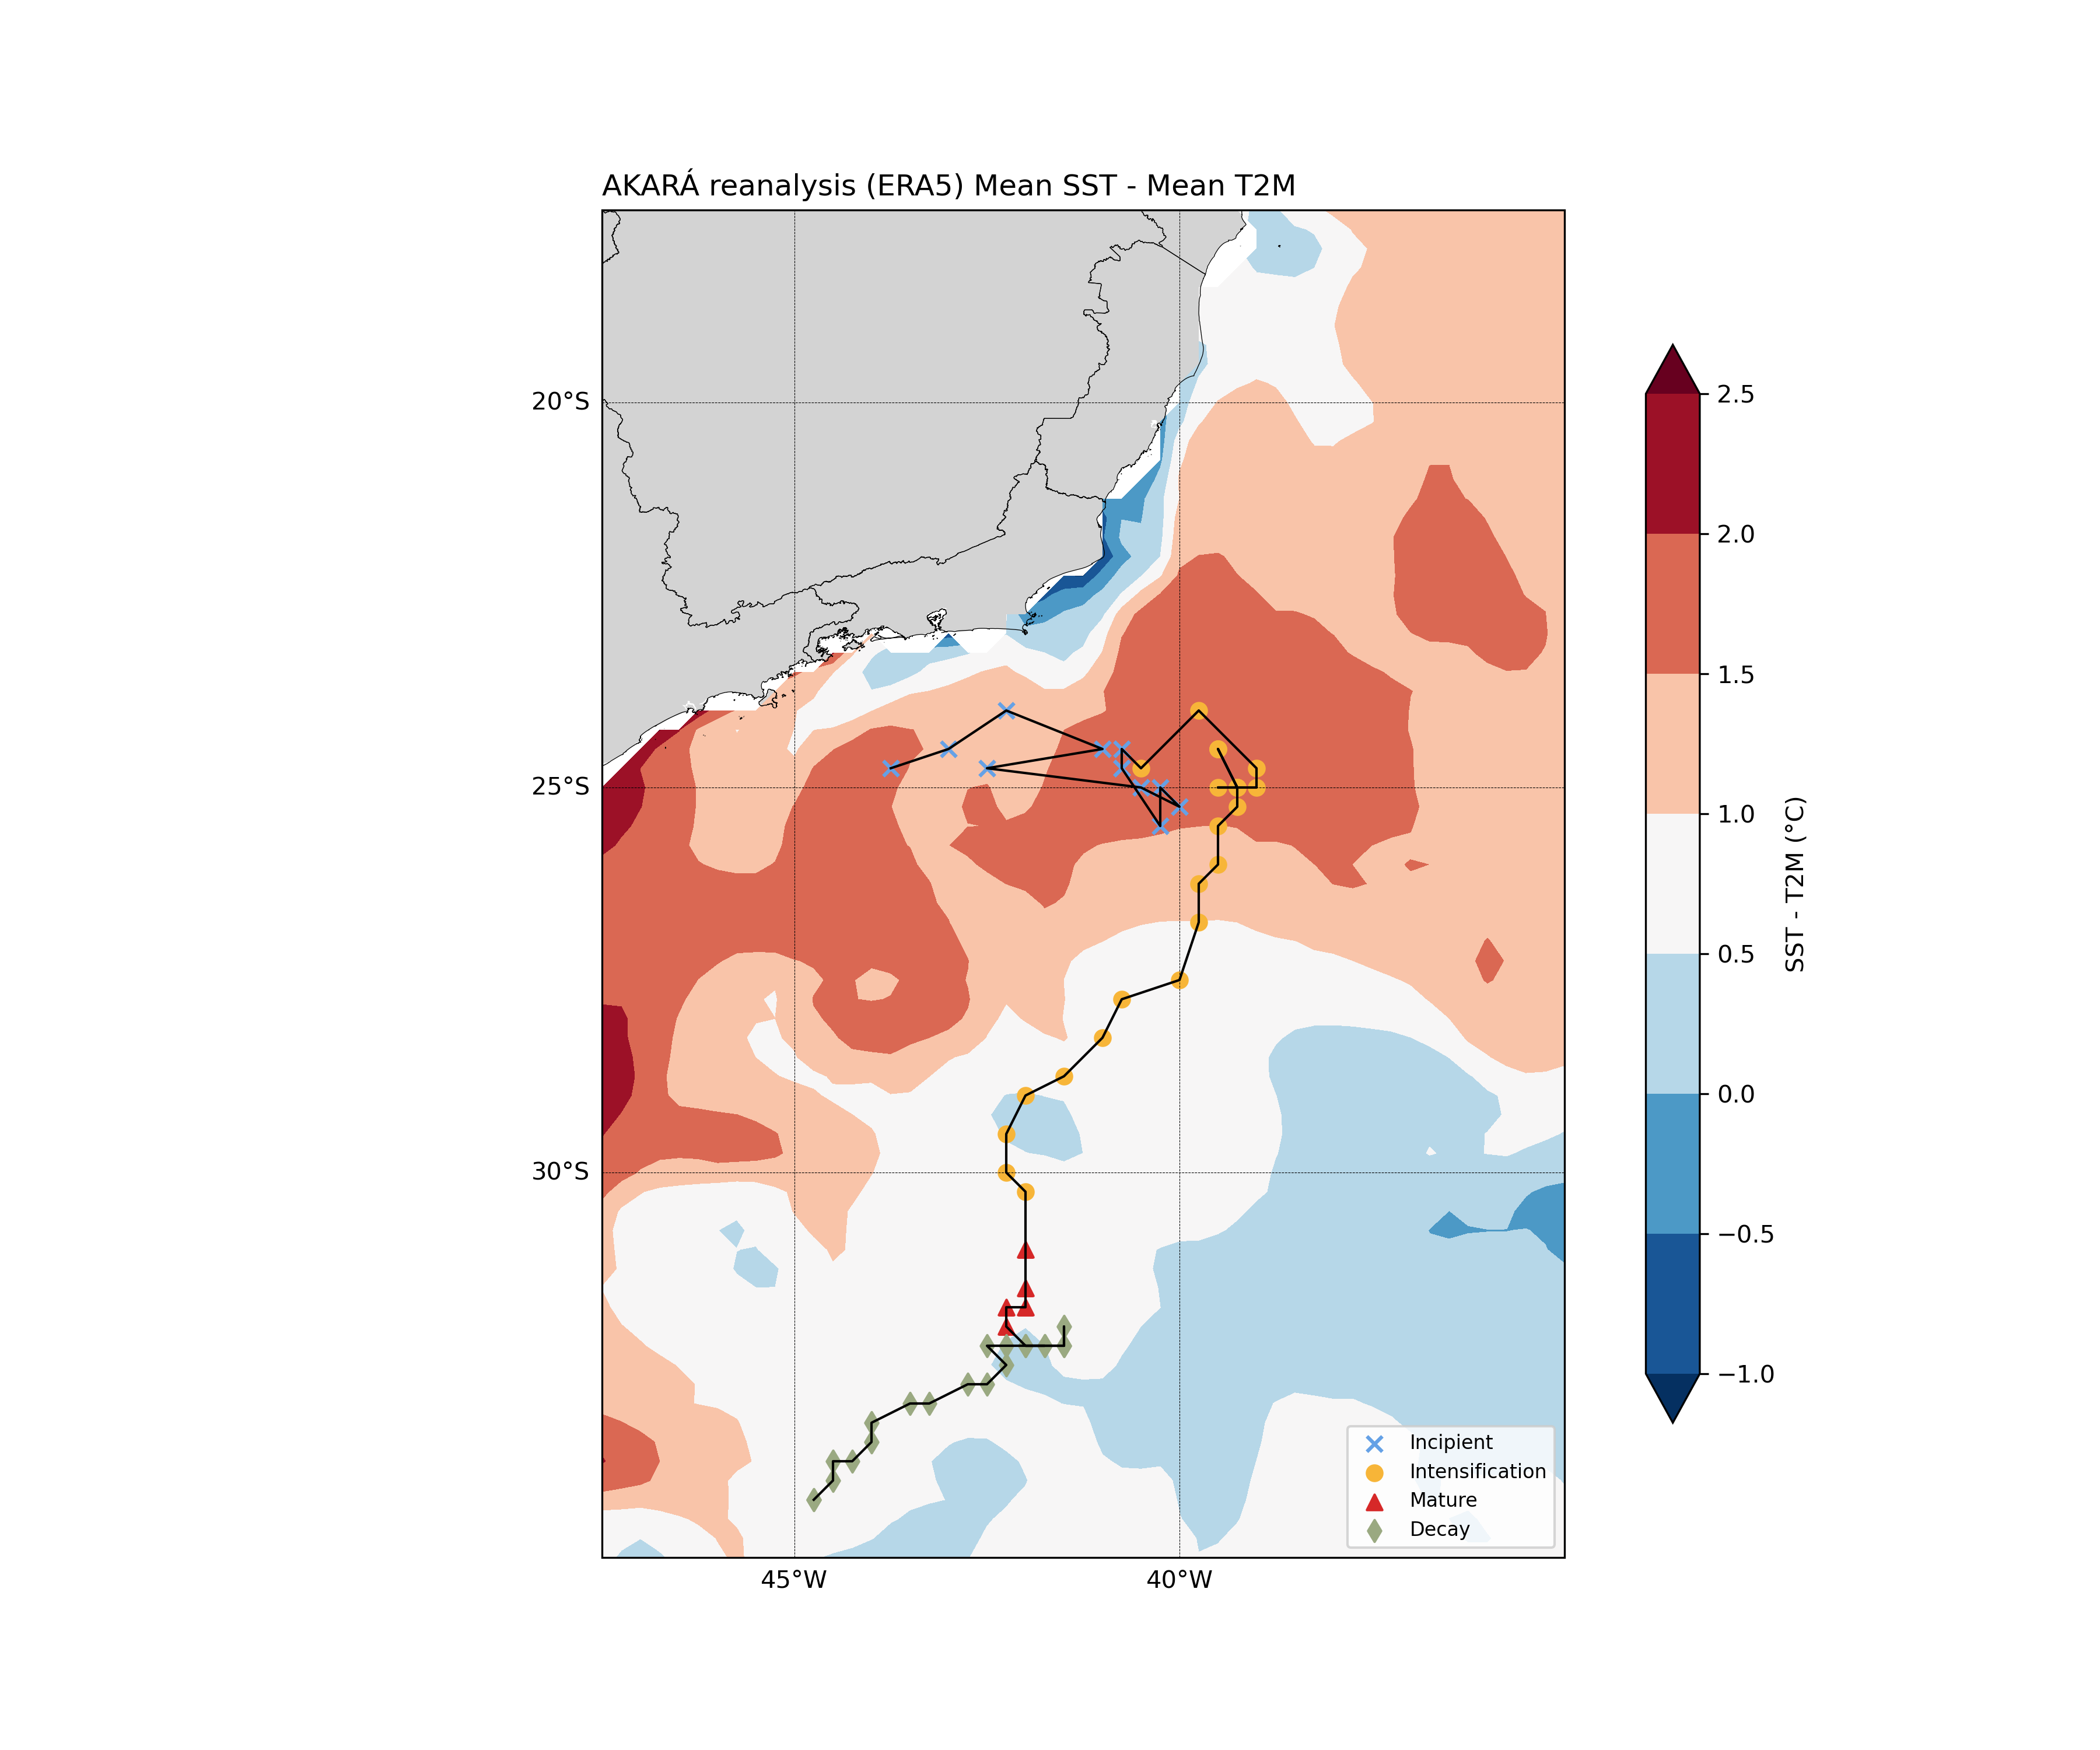 AKARÁ reanalysis (ERA5) Mean SST - Mean T2M
20°S
25°S
30°S
45°W
40°W
Incipient
Intensification
Mature
Decay
2.5
2.0
1.5
1.0
0.5
0.0
−0.5
−1.0
SST - T2M (°C)